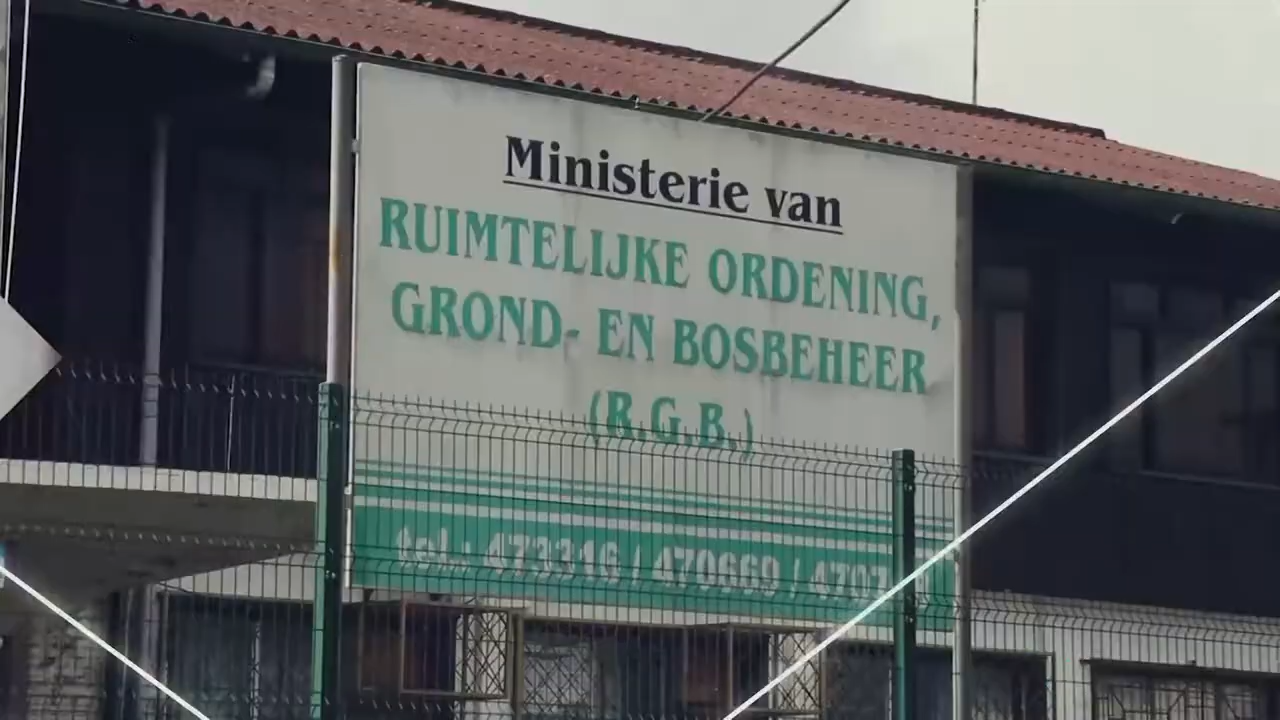 Ministerie van
RUIMTELIJKE ORDENING,
GROND- EN BOSBEHEER
(R.G.B.)
tel.: 473316 / 470669 /